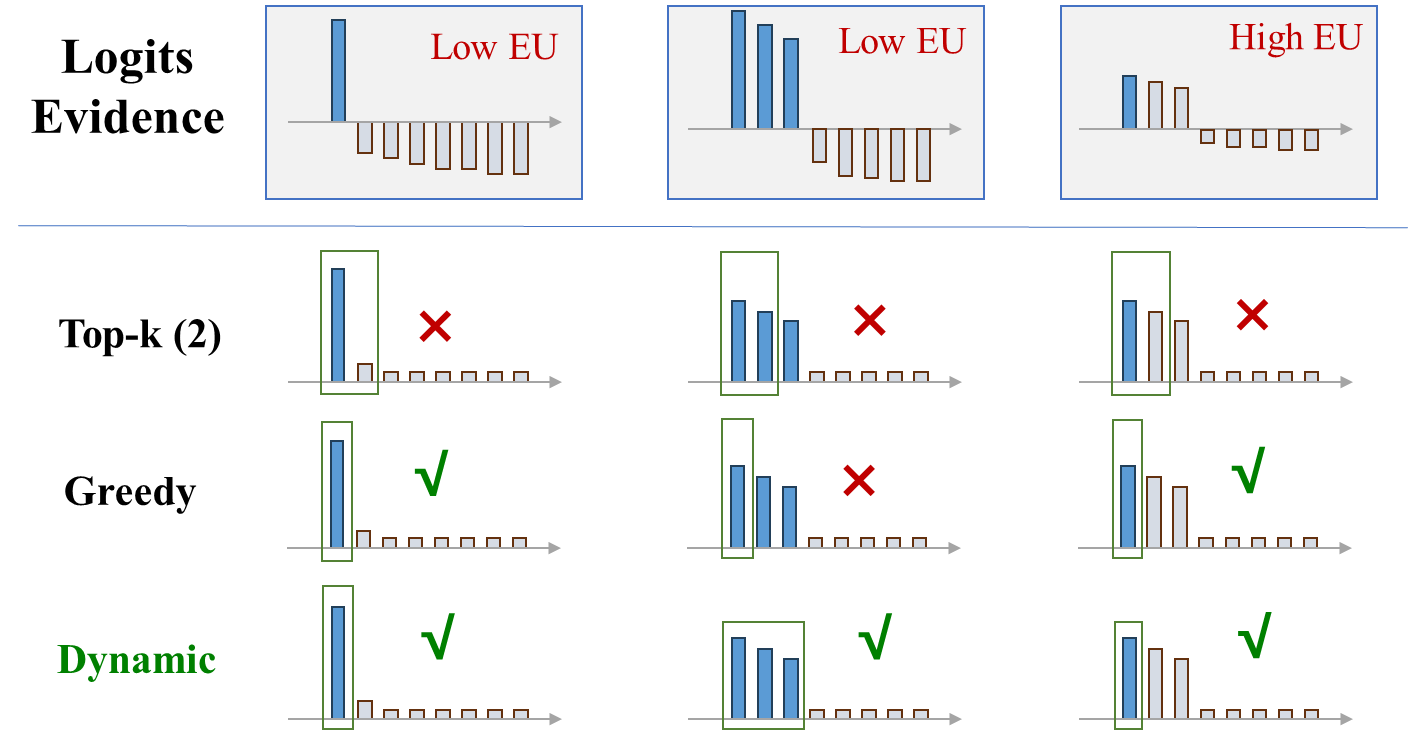 Logits
Evidence
Low EU
Low EU
High EU
Top-k (2)
×
×
×
Greedy
√
×
√
Dynamic
√
√
√